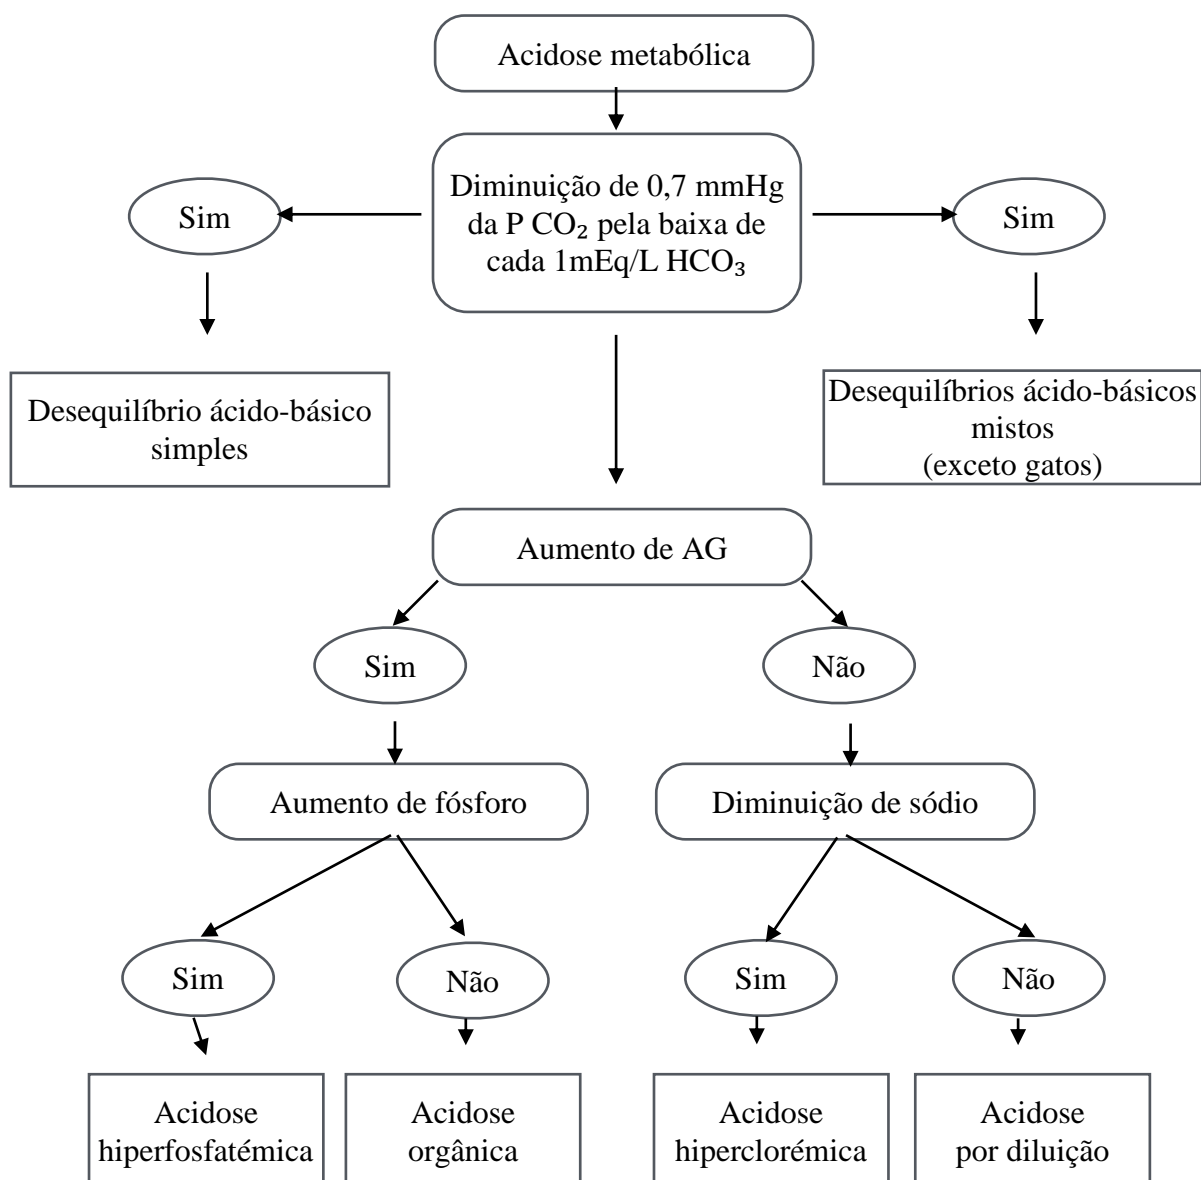 Acidose metabólica
Diminuição de 0,7 mmHg
da P CO₂ pela baixa de
cada 1mEq/L HCO₃
Sim
Sim
Desequilíbrio ácido-básico
simples
Desequilíbrios ácido-básicos
mistos
(exceto gatos)
Aumento de AG
Sim
Não
Aumento de fósforo
Diminuição de sódio
Sim
Não
Sim
Não
Acidose
hiperfosfatémica
Acidose
orgânica
Acidose
hiperclorémica
Acidose
por diluição